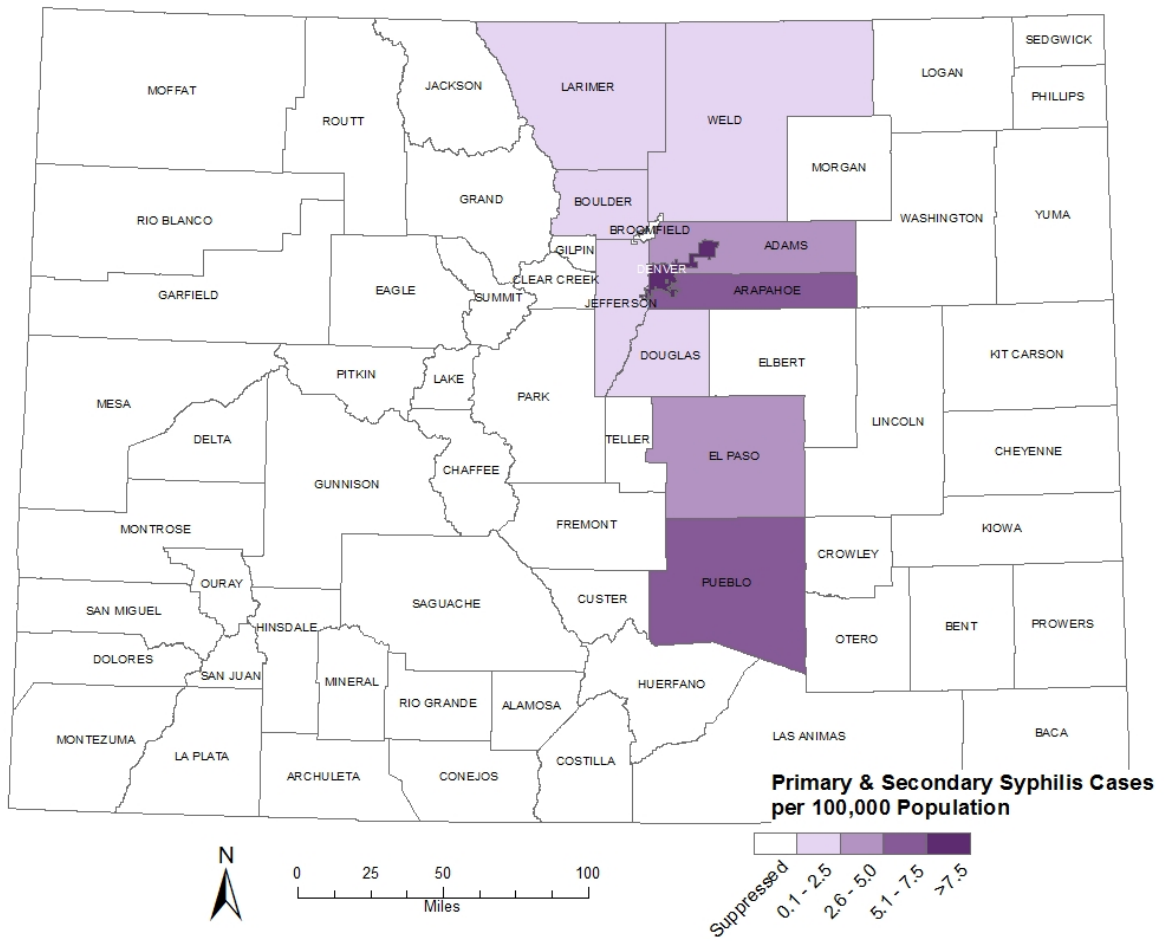 SEDGWICK
LOGAN
JACKSON
LARIMER
MOFFAT
PHILLIPS
ROUTT
WELD
MORGAN
GRAND
BOULDER
RIO BLANCO
WASHINGTON
YUMA
BROOMFIELD
GILPIN
ADAMS
DENVER
CLEAR CREEK
EAGLE
ARAPAHOE
GARFIELD
SUMMIT
JEFFERSON
DOUGLAS
KIT CARSON
ELBERT
PITKIN
LAKE
PARK
MESA
LINCOLN
DELTA
TELLER
CHEYENNE
EL PASO
CHAFFEE
GUNNISON
FREMONT
MONTROSE
KIOWA
CROWLEY
OURAY
PUEBLO
CUSTER
SAGUACHE
SAN MIGUEL
HINSDALE
BENT
PROWERS
OTERO
DOLORES
SAN JUAN
MINERAL
HUERFANO
RIO GRANDE
ALAMOSA
MONTEZUMA
LA PLATA
LAS ANIMAS
BACA
COSTILLA
ARCHULETA
CONEJOS
Primary & Secondary Syphilis Cases
per 100,000 Population
Suppressed
0.1 - 2.5
2.6 - 5.0
5.1 - 7.5
>7.5
N
0 25 50 100
Miles